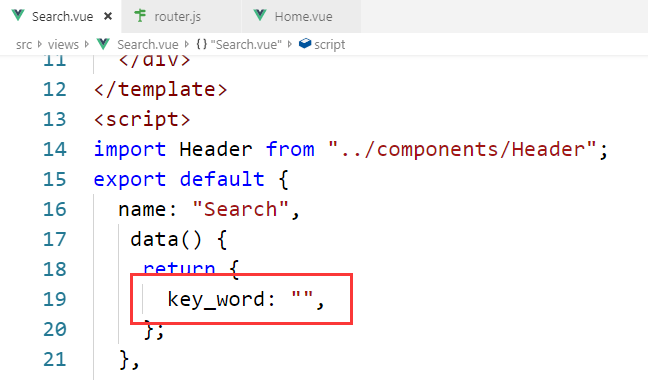 Search.vue × router.js Home.vue
src > views > Search.vue > {} "Search.vue" > script
11 </div>
12 </template>
13 <script>
14 import Header from "../components/Header";
15 export default {
16 name: "Search",
17 data() {
18 return {
19 key_word: "",
20 };
21 },